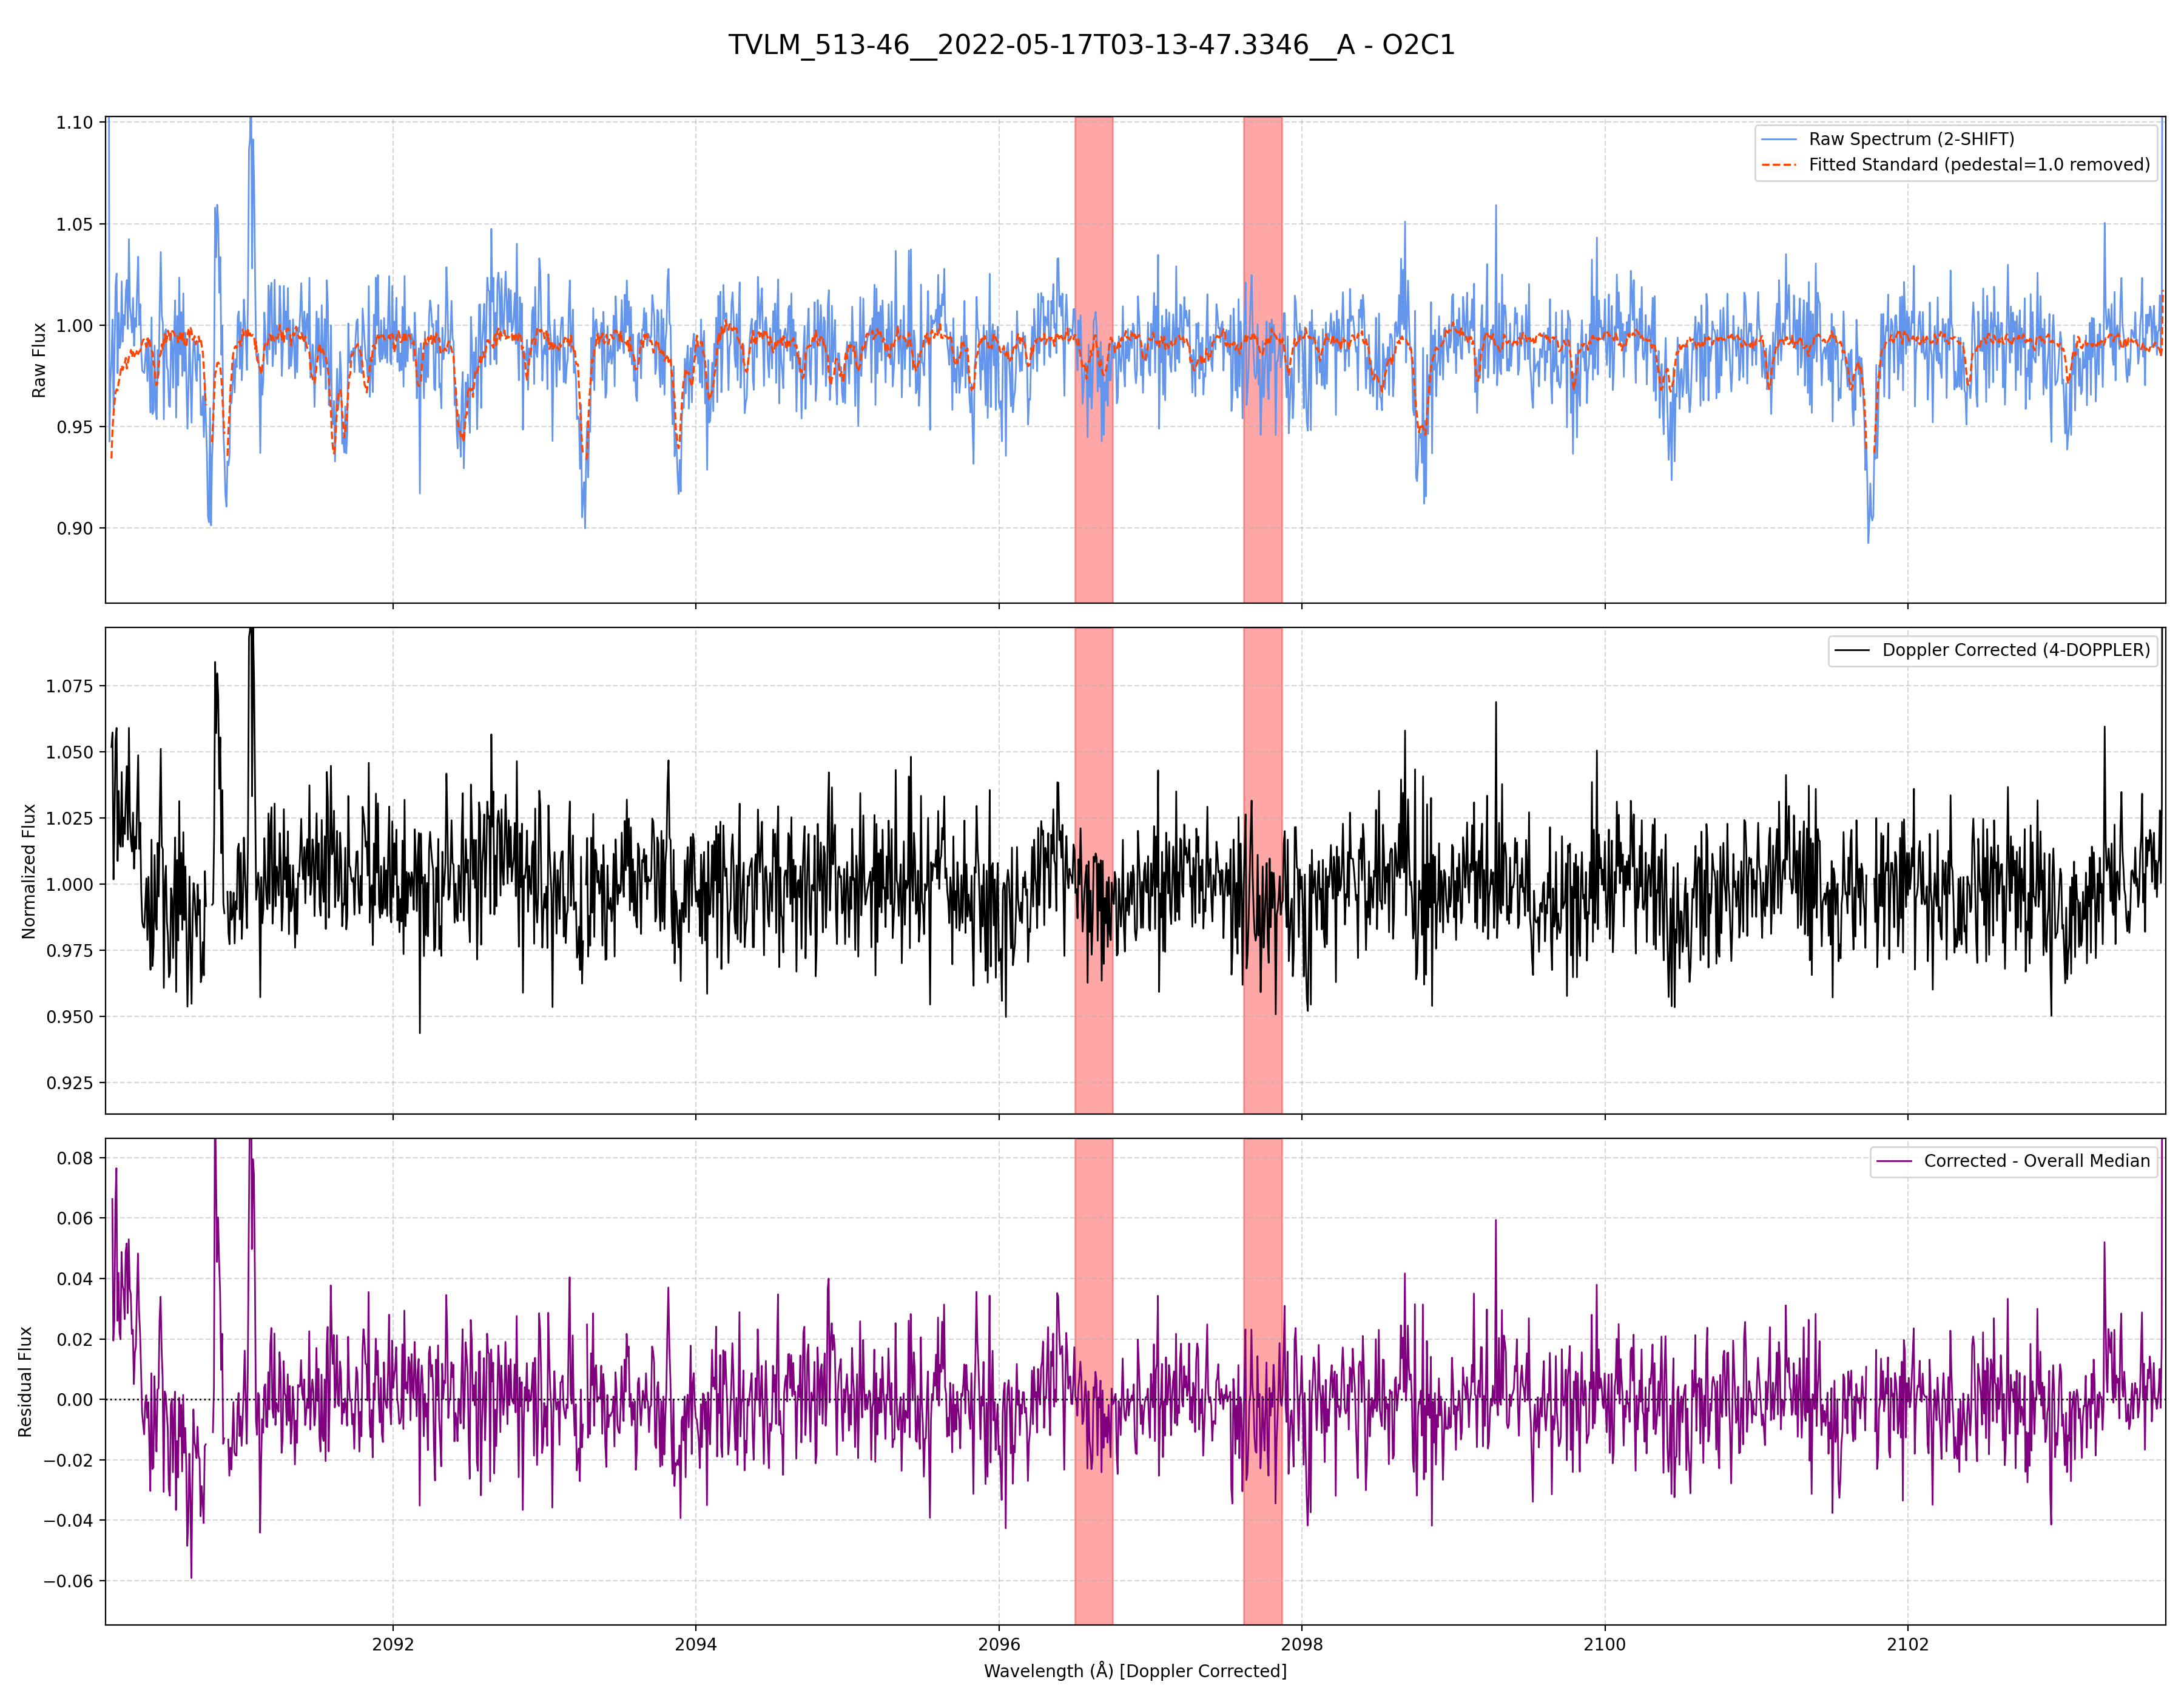 TVLM_513-46__2022-05-17T03-13-47.3346__A - O2C1
Raw Flux
1.10
1.05
1.00
0.95
0.90
Raw Spectrum (2-SHIFT)
Fitted Standard (pedestal=1.0 removed)
Normalized Flux
1.075
1.050
1.025
1.000
0.975
0.950
0.925
Doppler Corrected (4-DOPPLER)
Residual Flux
0.08
0.06
0.04
0.02
0.00
−0.02
−0.04
−0.06
Corrected - Overall Median
2092 2094 2096 2098 2100 2102
Wavelength (Å) [Doppler Corrected]